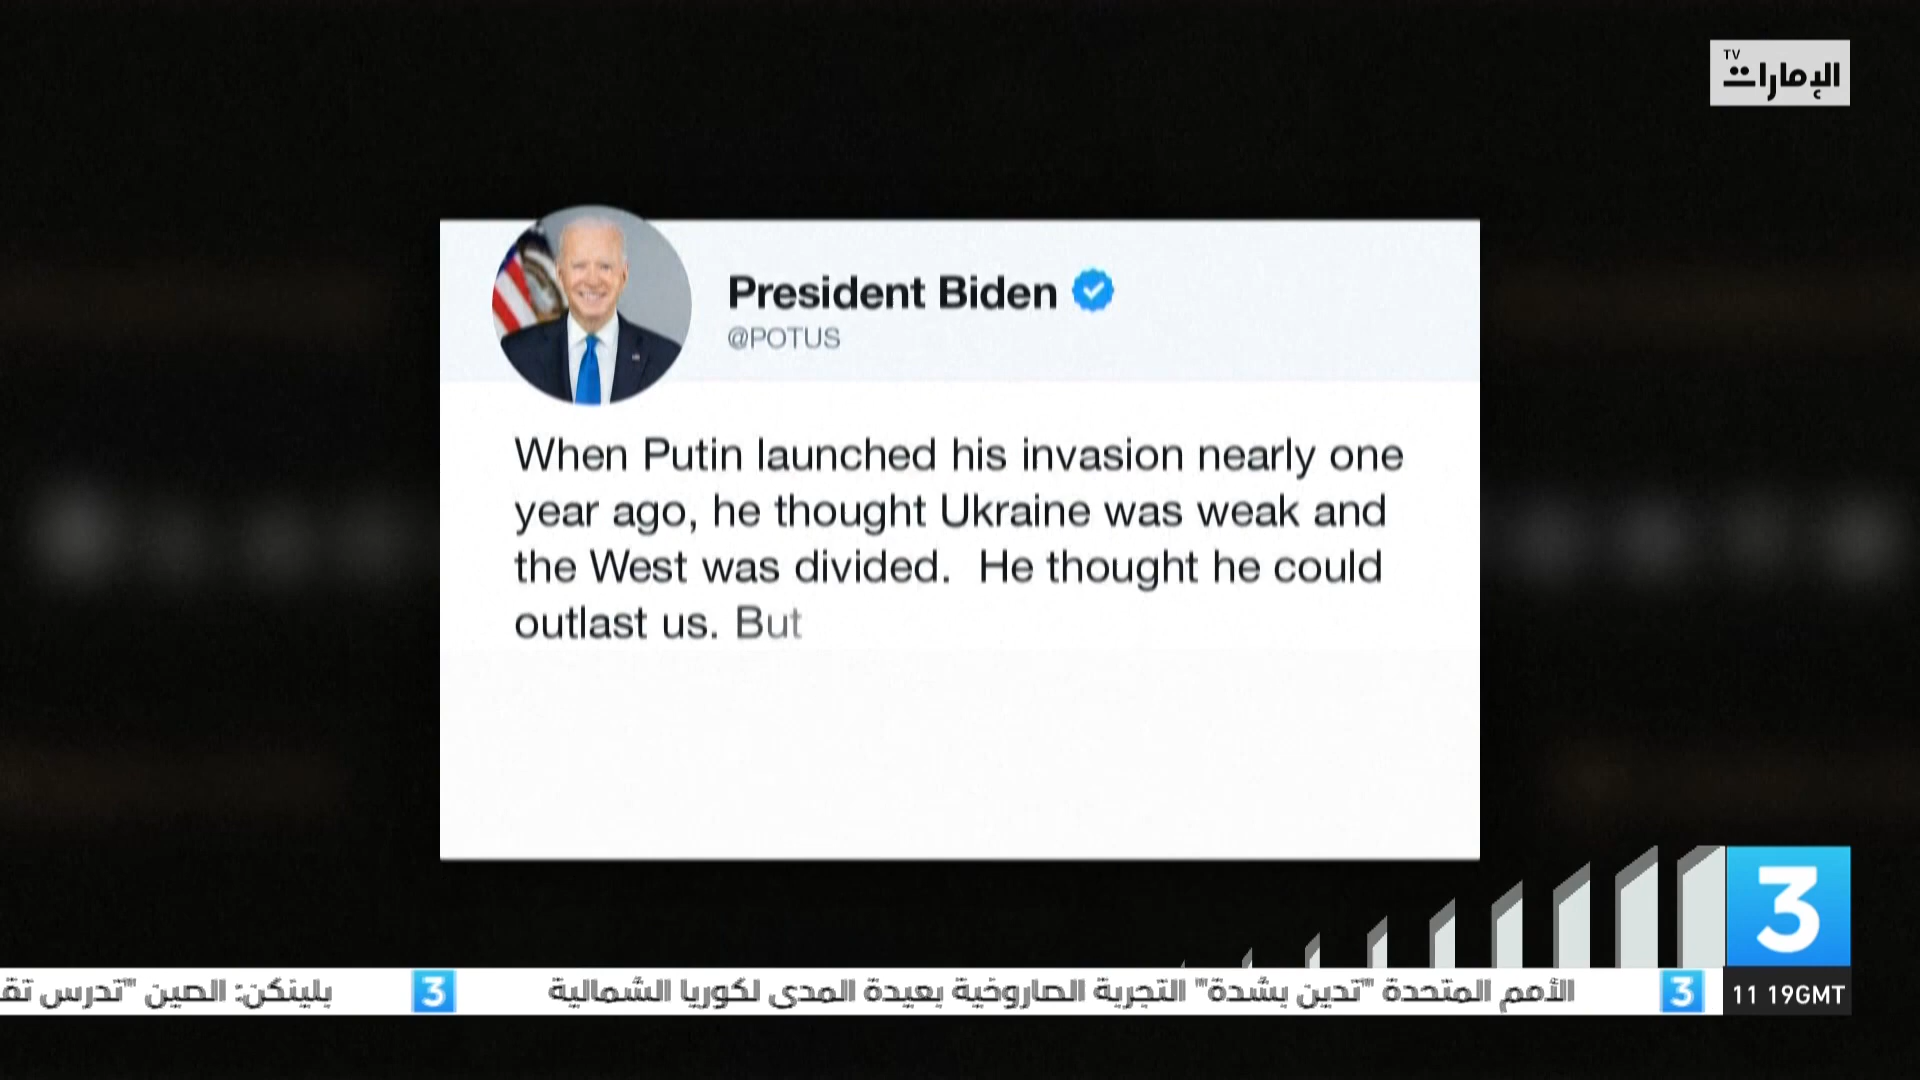 TV
الإمارات
President Biden
@POTUS
When Putin launched his invasion nearly one
year ago, he thought Ukraine was weak and
the West was divided.  He thought he could
outlast us. But
3
3 الأمم المتحدة "تدين بشدة" التجربة الصاروخية بعيدة المدى لكوريا الشمالية 3 بلينكن: الصين "تدرس
11 19GMT